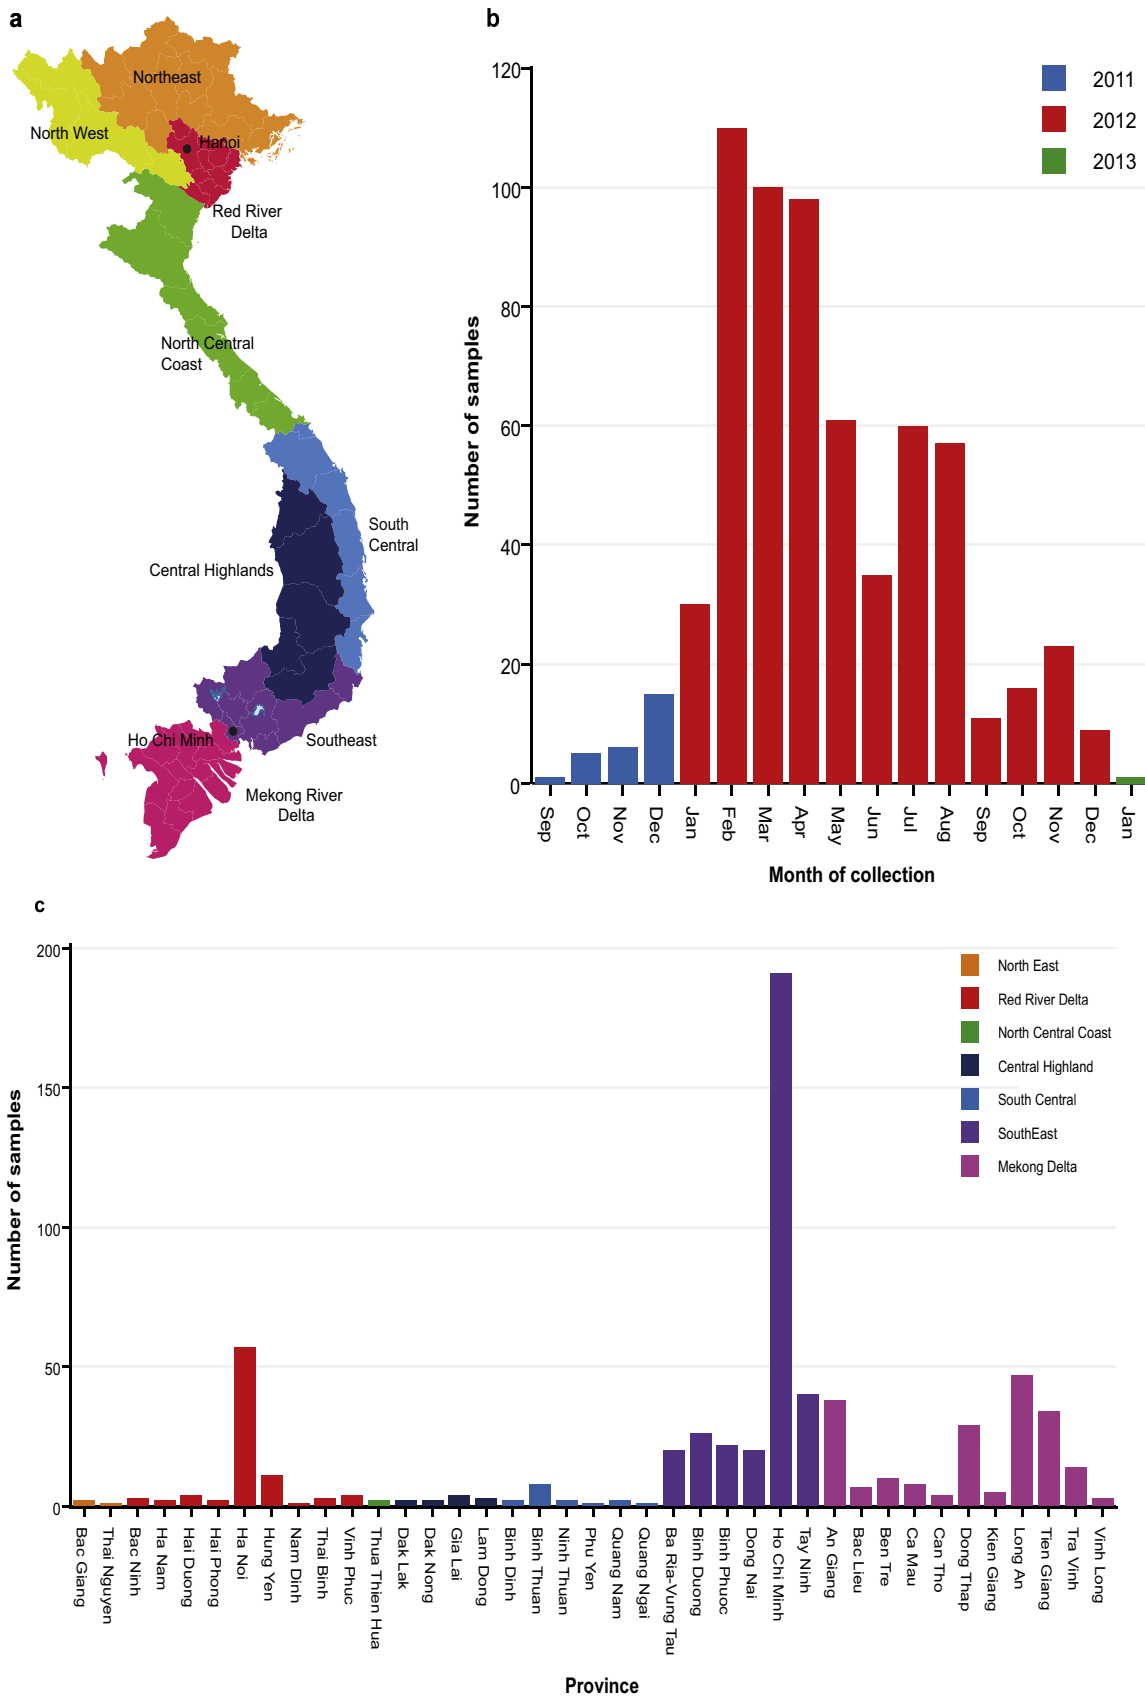 a
Northeast
North West
Hanoi
Red River
Delta
North Central
Coast
South
Central
Central Highlands
Ho Chi Minh
Southeast
Mekong River
Delta
b
120
100
80
60
40
20
0
Number of samples
2011
2012
2013
Sep
Oct
Nov
Dec
Jan
Feb
Mar
Apr
May
Jun
Jul
Aug
Sep
Oct
Nov
Dec
Jan
Month of collection
c
200
150
100
50
0
Number of samples
North East
Red River Delta
North Central Coast
Central Highland
South Central
SouthEast
Mekong Delta
Bac Giang
Thai Nguyen
Bac Ninh
Ha Nam
Hai Duong
Hai Phong
Ha Noi
Hung Yen
Nam Dinh
Thai Binh
Vinh Phuc
Thua Thien Hua
Dak Lak
Dak Nong
Gia Lai
Lam Dong
Binh Dinh
Binh Thuan
Ninh Thuan
Phu Yen
Quang Nam
Quang Ngai
Ba Ria-Vung Tau
Binh Duong
Binh Phuoc
Dong Nai
Ho Chi Minh
Tay Ninh
An Giang
Bac Lieu
Ben Tre
Ca Mau
Can Tho
Dong Thap
Kien Giang
Long An
Tien Giang
Tra Vinh
Vinh Long
Province